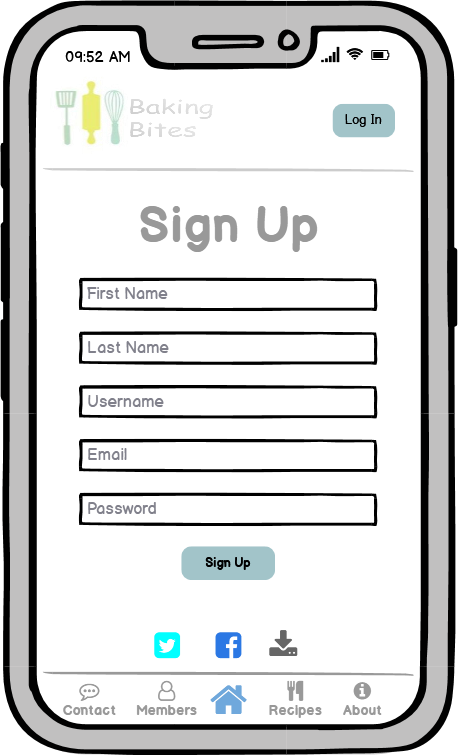 09:52 AM
Baking
Bites
Log In
Sign Up
First Name
Last Name
Username
Email
Password
Sign Up
Contact
Members
Recipes
About